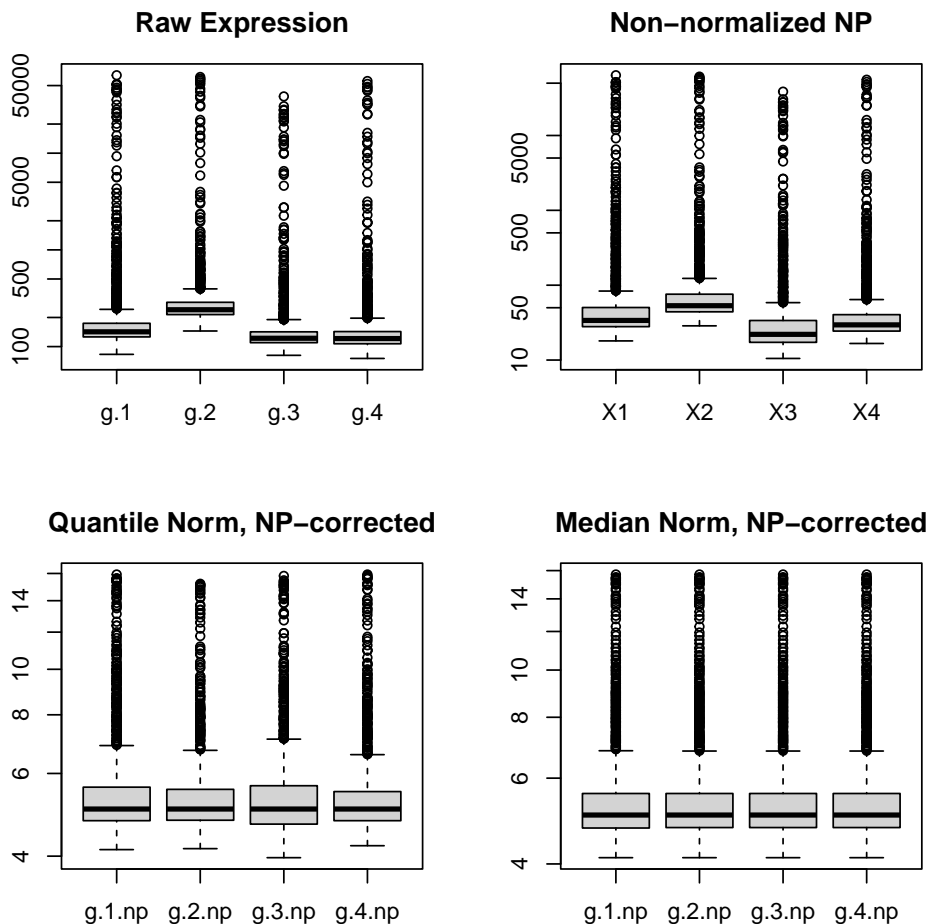 Raw Expression
50000
5000
500
100
g.1 g.2 g.3 g.4
Non−normalized NP
5000
500
50
10
X1 X2 X3 X4
Quantile Norm, NP−corrected
14
10
8
6
4
g.1.np g.2.np g.3.np g.4.np
Median Norm, NP−corrected
14
10
8
6
4
g.1.np g.2.np g.3.np g.4.np